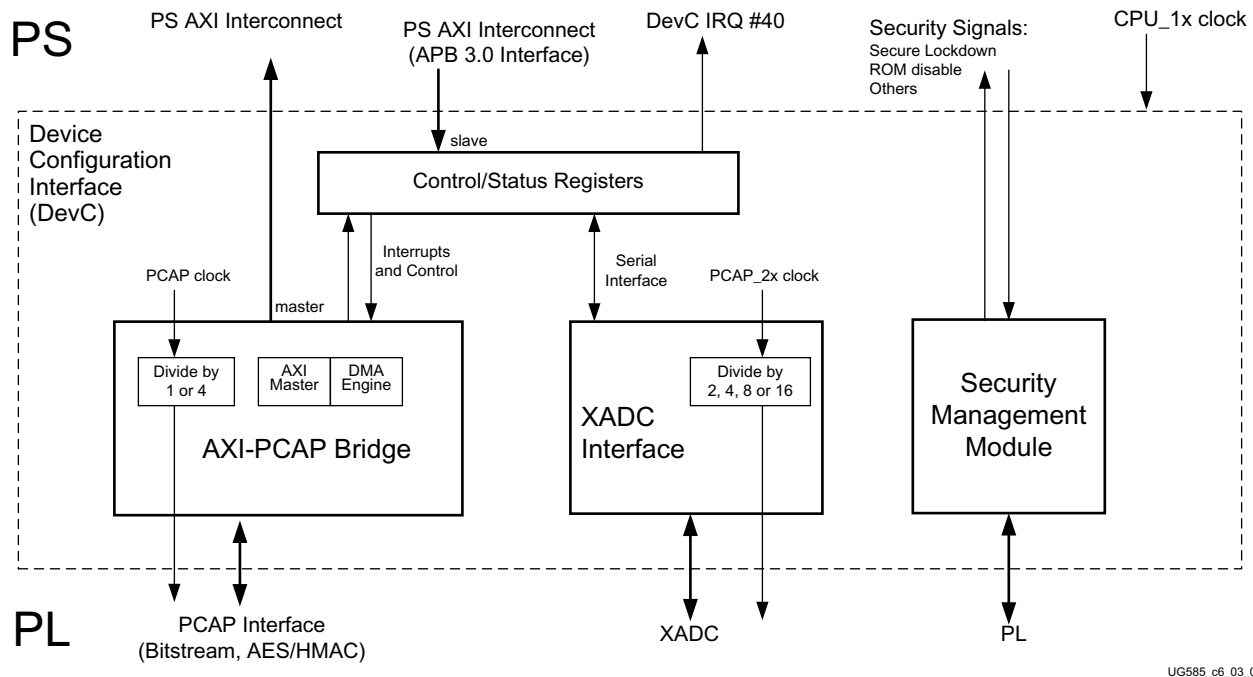 PS
PS AXI Interconnect
PS AXI Interconnect
(APB 3.0 Interface)
DevC IRQ #40
Security Signals:
Secure Lockdown
ROM disable
Others
CPU_1x clock
Device
Configuration
Interface
(DevC)
slave
Control/Status Registers
Interrupts
and Control
Serial
Interface
PCAP clock
PCAP_2x clock
master
Divide by
1 or 4
AXI
Master
DMA
Engine
AXI-PCAP Bridge
XADC
Interface
Divide by
2, 4, 8 or 16
Security
Management
Module
PL
PCAP Interface
(Bitstream, AES/HMAC)
XADC
PL